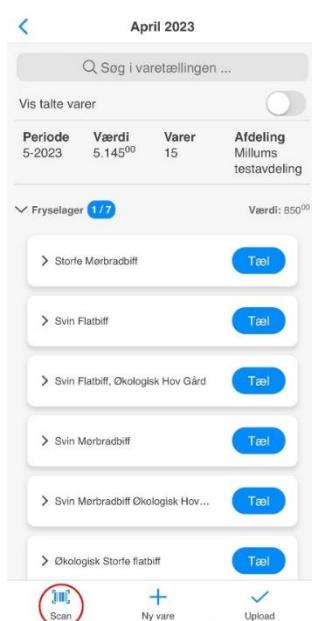 April 2023
Søg i varetællingen ...
Vis talte varer
Periode Værdi Varer Afdeling
5-2023 5.145⁰⁰ 15 Millums testavdeling
Fryselager 1/7 Værdi: 850⁰⁰
Storfe Mørbradbiff Tæl
Svin Flatbiff Tæl
Svin Flatbiff, Økologisk Hov Gård Tæl
Svin Mørbradbiff Tæl
Svin Mørbradbiff Økologisk Hov... Tæl
Økologisk Storfe flatbiff Tæl
Scan Ny vare Upload